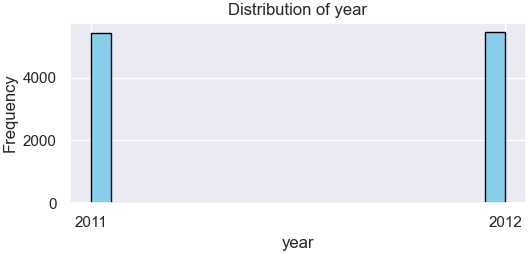 Distribution of year
Frequency
4000
2000
0
2011
2012
year